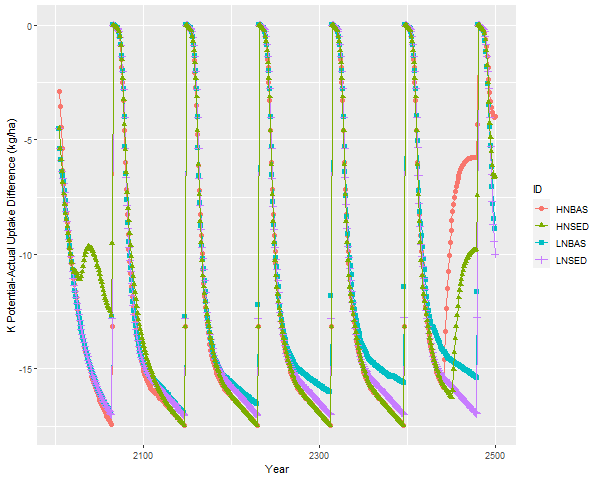 K Potential-Actual Uptake Difference (kg/ha)
0
-5
-10
-15
2100
2300
2500
Year
ID
HNBAS
HNSED
LNBAS
LNSED